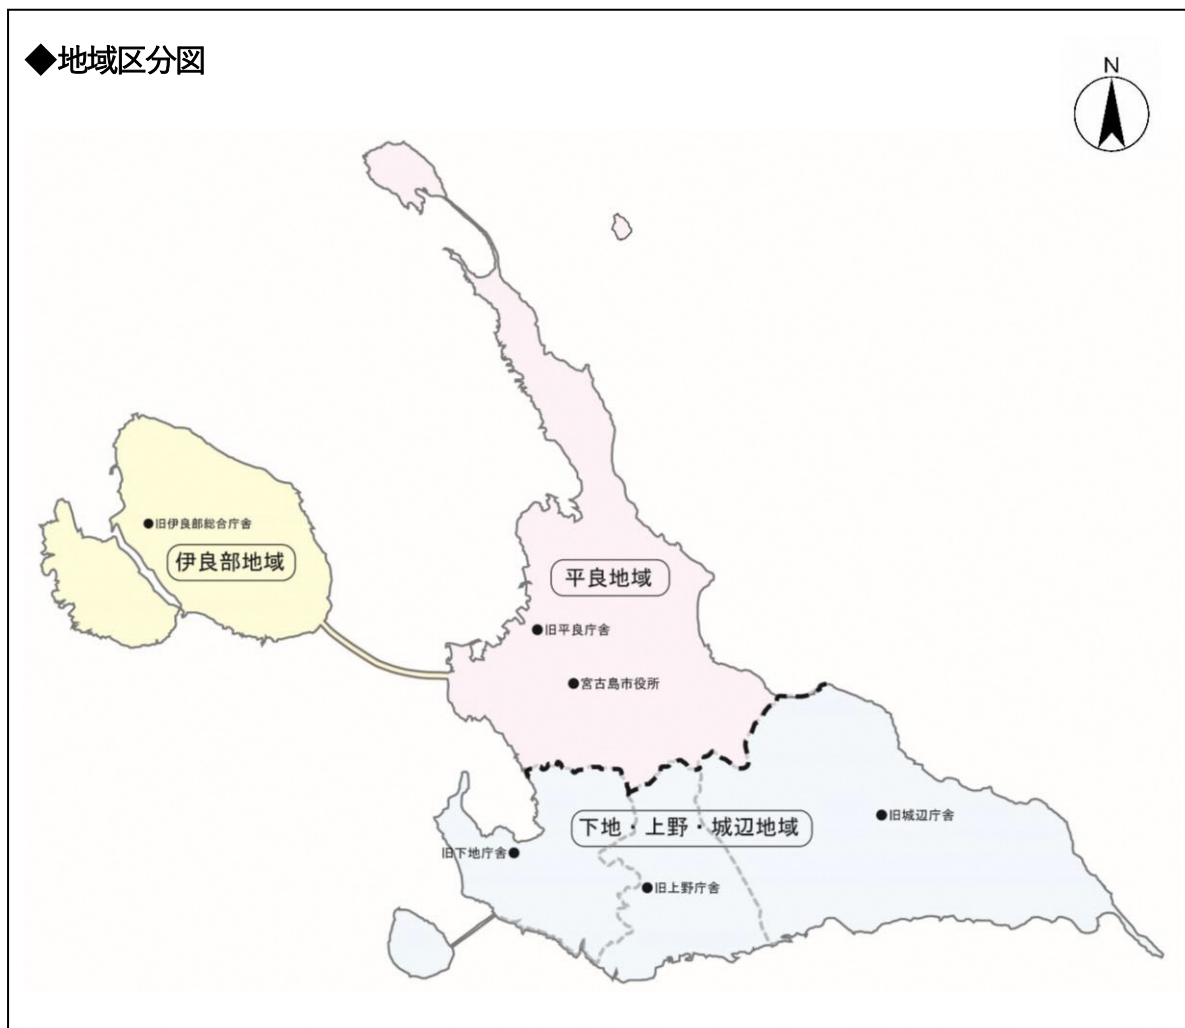 ◆地域区分図
N
旧伊良部総合庁舎
伊良部地域
平良地域
旧平良庁舎
宮古島市役所
下地・上野・城辺地域
旧城辺庁舎
旧下地庁舎
旧上野庁舎